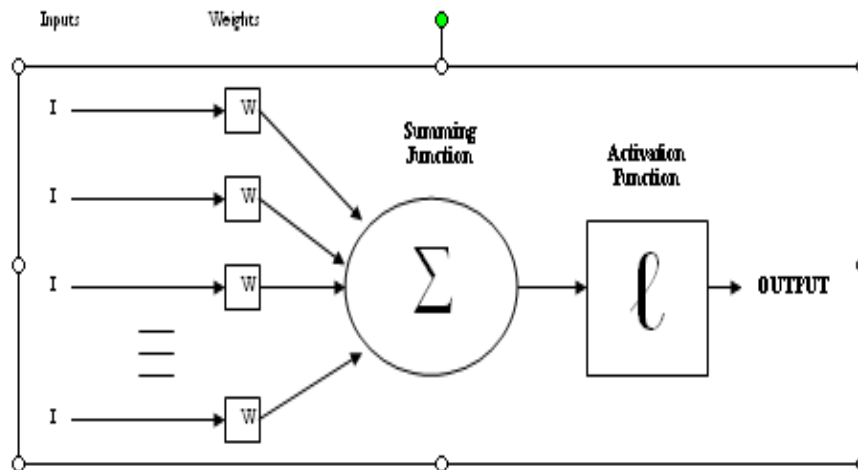 Inputs Weights
I W
Summing
Junction
Activation
Function
I W
I W
Σ
ℓ
OUTPUT
I W